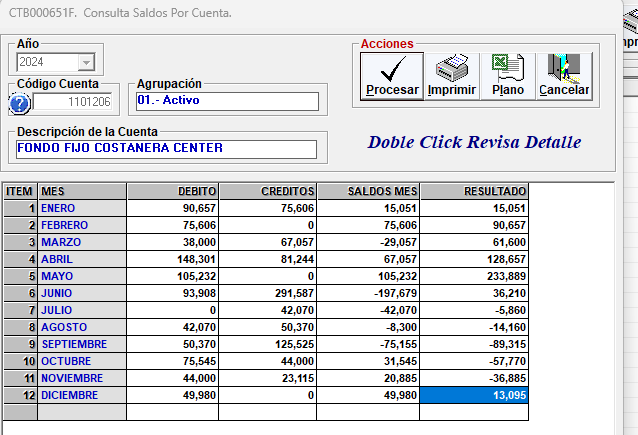 CTB000651F. Consulta Saldos Por Cuenta.
Año
2024
Código Cuenta
1101206
Agrupación
01.- Activo
Descripción de la Cuenta
FONDO FIJO COSTANERA CENTER
Acciones
Procesar Imprimir Plano Cancelar
Doble Click Revisa Detalle
ITEM MES DEBITO CREDITOS SALDOS MES RESULTADO
1 ENERO 90,657 75,606 15,051 15,051
2 FEBRERO 75,606 0 75,606 90,657
3 MARZO 38,000 67,057 -29,057 61,600
4 ABRIL 148,301 81,244 67,057 128,657
5 MAYO 105,232 0 105,232 233,889
6 JUNIO 93,908 291,587 -197,679 36,210
7 JULIO 0 42,070 -42,070 -5,860
8 AGOSTO 42,070 50,370 -8,300 -14,160
9 SEPTIEMBRE 50,370 125,525 -75,155 -89,315
10 OCTUBRE 75,545 44,000 31,545 -57,770
11 NOVIEMBRE 44,000 23,115 20,885 -36,885
12 DICIEMBRE 49,980 0 49,980 13,095